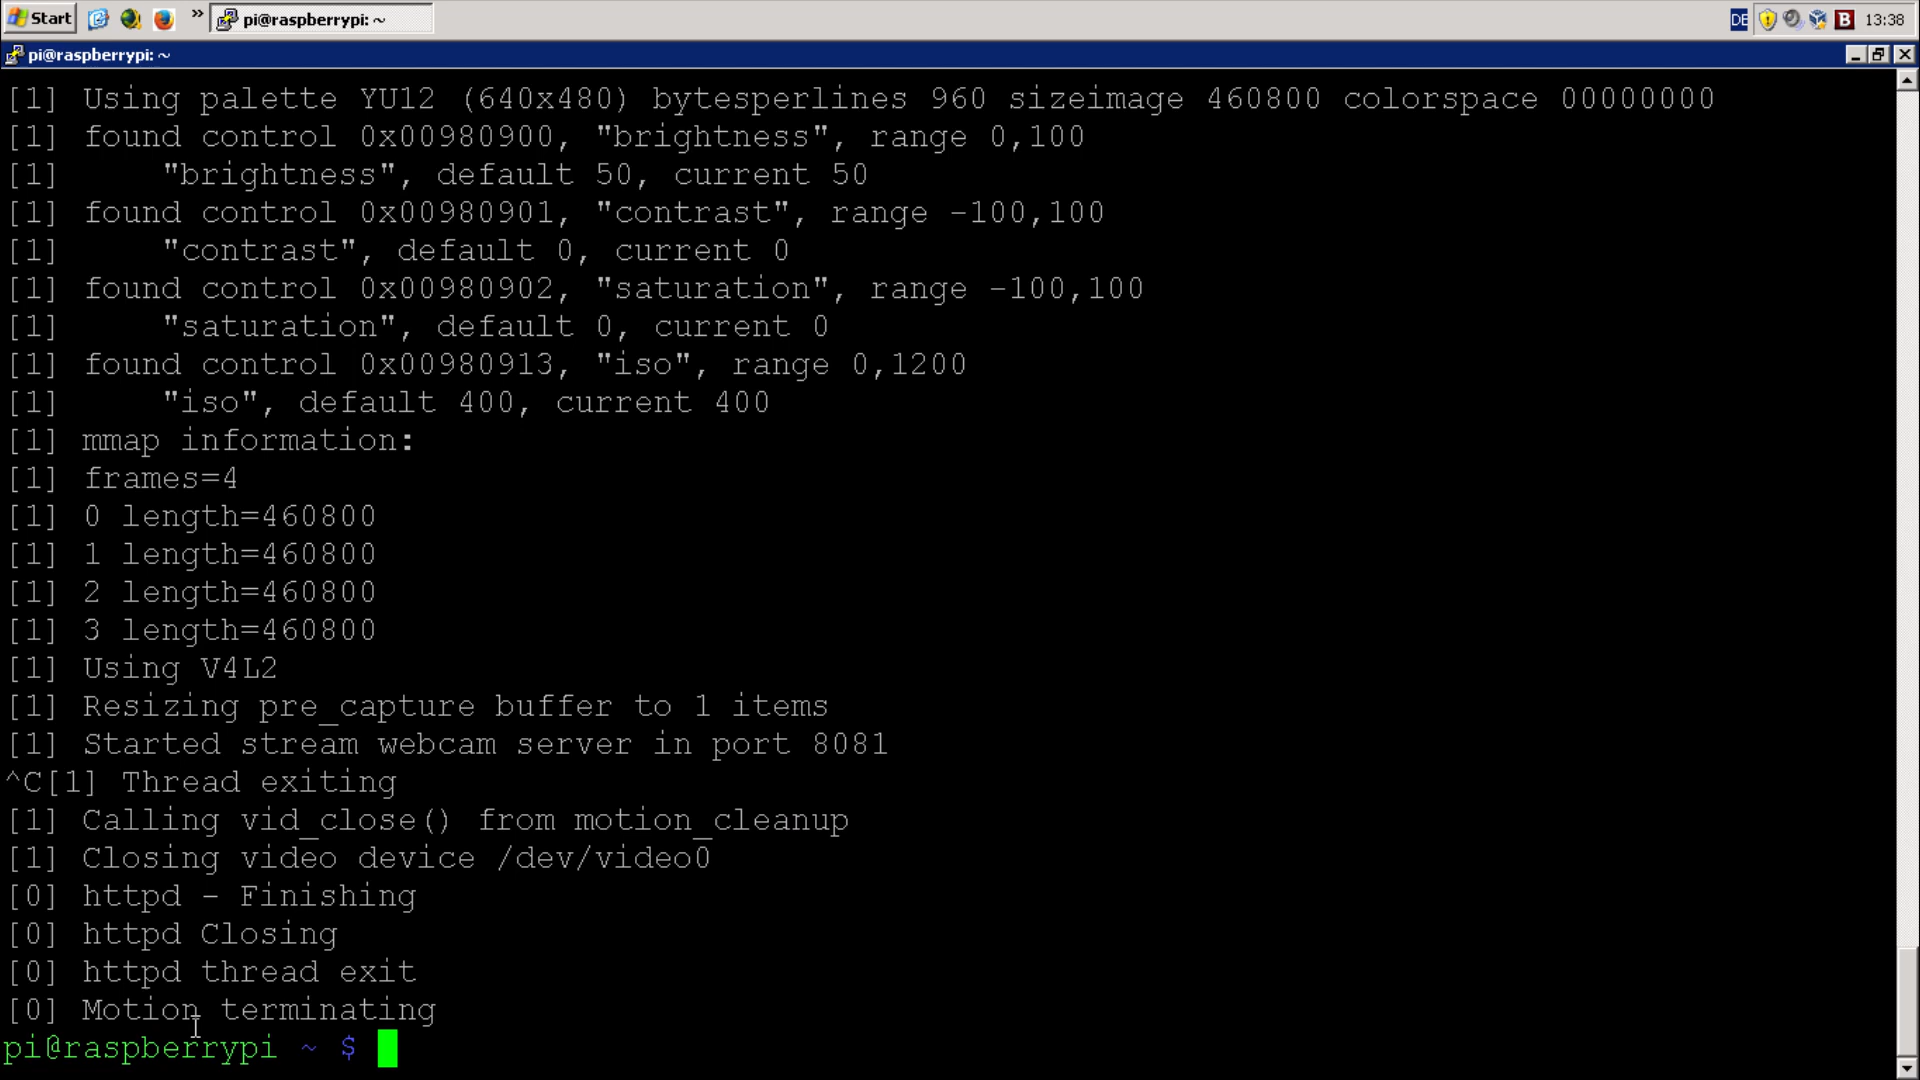 Start » pi@raspberrypi: ~ DE B 13:38
pi@raspberrypi: ~
[1] Using palette YU12 (640x480) bytesperlines 960 sizeimage 460800 colorspace 00000000
[1] found control 0x00980900, "brightness", range 0,100
[1]     "brightness", default 50, current 50
[1] found control 0x00980901, "contrast", range -100,100
[1]     "contrast", default 0, current 0
[1] found control 0x00980902, "saturation", range -100,100
[1]     "saturation", default 0, current 0
[1] found control 0x00980913, "iso", range 0,1200
[1]     "iso", default 400, current 400
[1] mmap information:
[1] frames=4
[1] 0 length=460800
[1] 1 length=460800
[1] 2 length=460800
[1] 3 length=460800
[1] Using V4L2
[1] Resizing pre_capture buffer to 1 items
[1] Started stream webcam server in port 8081
^C[1] Thread exiting
[1] Calling vid_close() from motion_cleanup
[1] Closing video device /dev/video0
[0] httpd - Finishing
[0] httpd Closing
[0] httpd thread exit
[0] Motion terminating
pi@raspberrypi ~ $